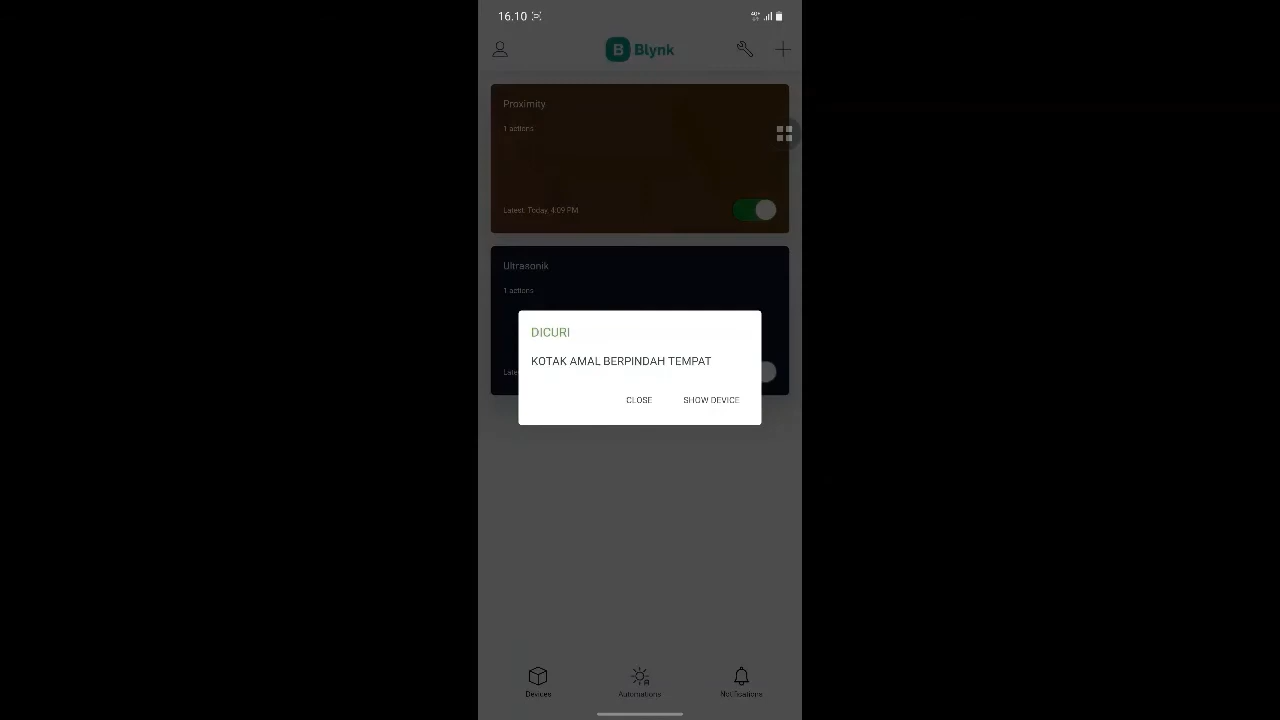 16.10
B Blynk
Proximity
1 actions
Latest: Today, 4:09 PM
Ultrasonik
1 actions
DICURI
KOTAK AMAL BERPINDAH TEMPAT
CLOSE
SHOW DEVICE
Devices
Automations
Notifications